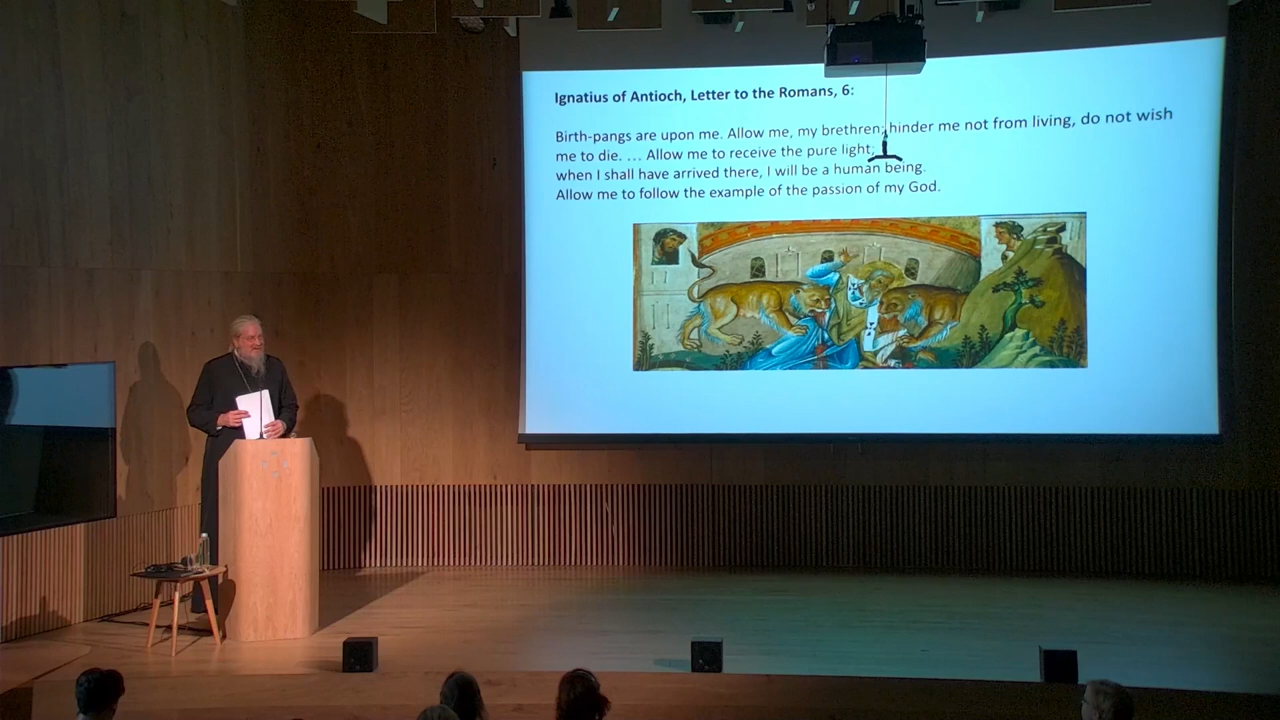 Ignatius of Antioch, Letter to the Romans, 6:
Birth-pangs are upon me. Allow me, my brethren; hinder me not from living, do not wish
me to die. … Allow me to receive the pure light;
when I shall have arrived there, I will be a human being.
Allow me to follow the example of the passion of my God.